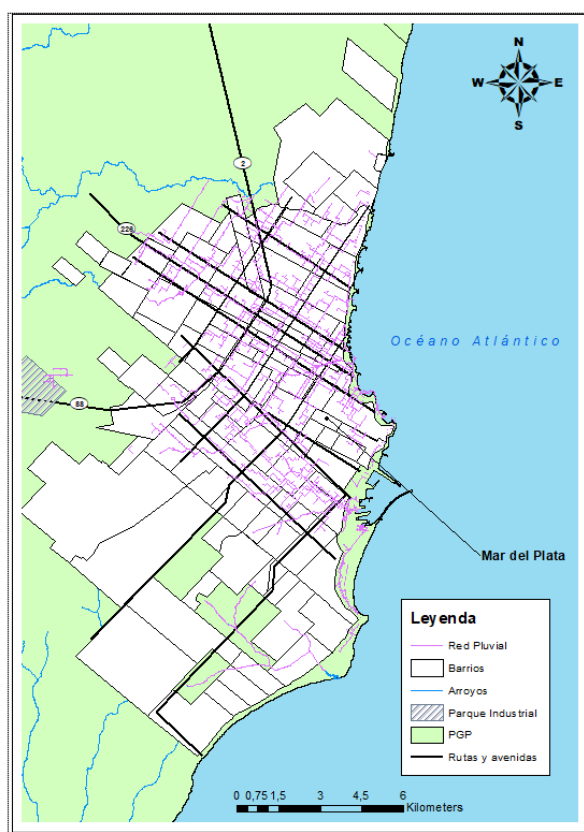 N
W E
S
2
226
Océano Atlántico
88
Mar del Plata
Leyenda
Red Pluvial
Barrios
Arroyos
Parque Industrial
PGP
Rutas y avenidas
0 0,75 1,5 3 4,5 6
Kilometers